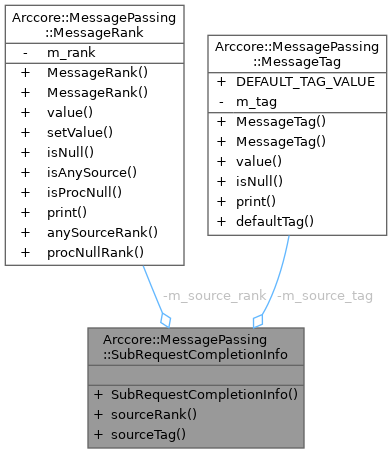 Arccore::MessagePassing
::MessageRank
- m_rank
+ MessageRank()
+ MessageRank()
+ value()
+ setValue()
+ isNull()
+ isAnySource()
+ isProcNull()
+ print()
+ anySourceRank()
+ procNullRank()
Arccore::MessagePassing
::MessageTag
+ DEFAULT_TAG_VALUE
- m_tag
+ MessageTag()
+ MessageTag()
+ value()
+ isNull()
+ print()
+ defaultTag()
-m_source_rank
-m_source_tag
Arccore::MessagePassing
::SubRequestCompletionInfo
+ SubRequestCompletionInfo()
+ sourceRank()
+ sourceTag()